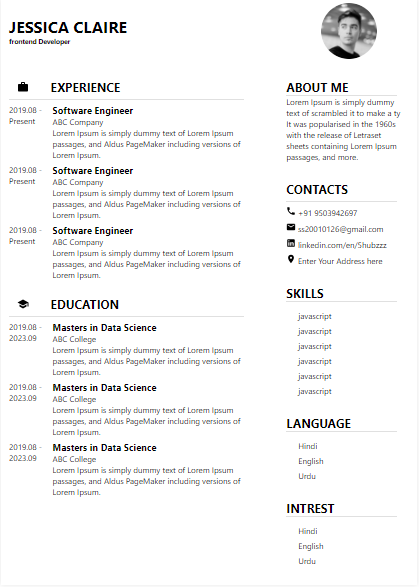 JESSICA CLAIRE
frontend Developer
EXPERIENCE
2019.08 -
Present
Software Engineer
ABC Company
Lorem Ipsum is simply dummy text of Lorem Ipsum
passages, and Aldus PageMaker including versions of
Lorem Ipsum.
2019.08 -
Present
Software Engineer
ABC Company
Lorem Ipsum is simply dummy text of Lorem Ipsum
passages, and Aldus PageMaker including versions of
Lorem Ipsum.
2019.08 -
Present
Software Engineer
ABC Company
Lorem Ipsum is simply dummy text of Lorem Ipsum
passages, and Aldus PageMaker including versions of
Lorem Ipsum.
EDUCATION
2019.08 -
2023.09
Masters in Data Science
ABC College
Lorem Ipsum is simply dummy text of Lorem Ipsum
passages, and Aldus PageMaker including versions of
Lorem Ipsum.
2019.08 -
2023.09
Masters in Data Science
ABC College
Lorem Ipsum is simply dummy text of Lorem Ipsum
passages, and Aldus PageMaker including versions of
Lorem Ipsum.
2019.08 -
2023.09
Masters in Data Science
ABC College
Lorem Ipsum is simply dummy text of Lorem Ipsum
passages, and Aldus PageMaker including versions of
Lorem Ipsum.
ABOUT ME
Lorem Ipsum is simply dummy
text of scrambled it to make a ty
It was popularised in the 1960s
with the release of Letraset
sheets containing Lorem Ipsum
passages, and more.
CONTACTS
+91 9503942697
ss20010126@gmail.com
linkedin.com/en/Shubzzz
Enter Your Address here
SKILLS
javascript
javascript
javascript
javascript
javascript
javascript
LANGUAGE
Hindi
English
Urdu
INTREST
Hindi
English
Urdu